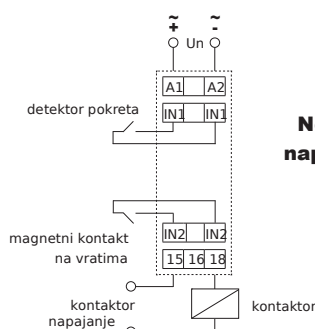 ~ ~
+ -
Un
A1 A2
detektor pokreta
IN1 IN1
magnetni kontakt
na vratima
IN2 IN2
15 16 18
kontaktor
napajanje
kontaktor